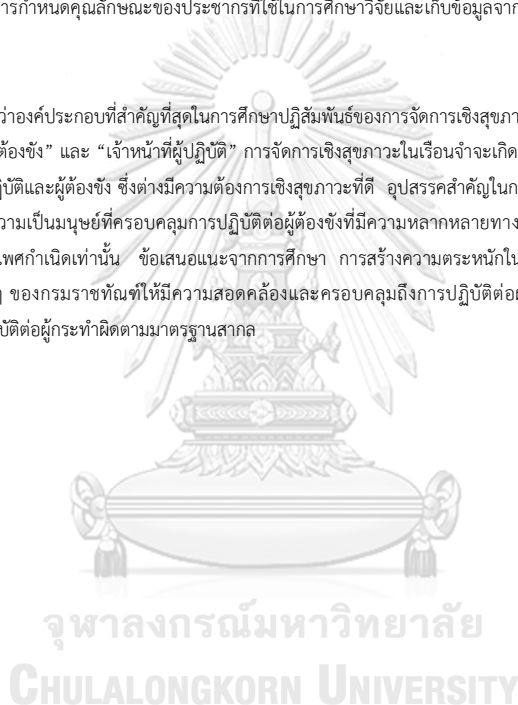 ารกำหนดคุณลักษณะของประชากรที่ใช้ในการศึกษาวิจัยและเก็บข้อมูลจาก
ว่าองค์ประกอบที่สำคัญที่สุดในการศึกษาปฏิสัมพันธ์ของการจัดการเชิงสุขภา
ต้องขัง” และ “เจ้าหน้าที่ผู้ปฏิบัติ” การจัดการเชิงสุขภาวะในเรือนจำจะเกิด
ฏิบัติและผู้ต้องขัง ซึ่งต่างมีความต้องการเชิงสุขภาวะที่ดี อุปสรรคสำคัญในก
วามเป็นมนุษย์ที่ครอบคลุมการปฏิบัติต่อผู้ต้องขังที่มีความหลากหลายทาง
เพศกำเนิดเท่านั้น ข้อเสนอแนะจากการศึกษา การสร้างความตระหนักใน
ๆ ของกรมราชทัณฑ์ให้มีความสอดคล้องและครอบคลุมถึงการปฏิบัติต่อผ
บัติต่อผู้กระทำผิดตามมาตรฐานสากล
จุฬาลงกรณ์มหาวิทยาลัย
CHULALONGKORN UNIVERSITY